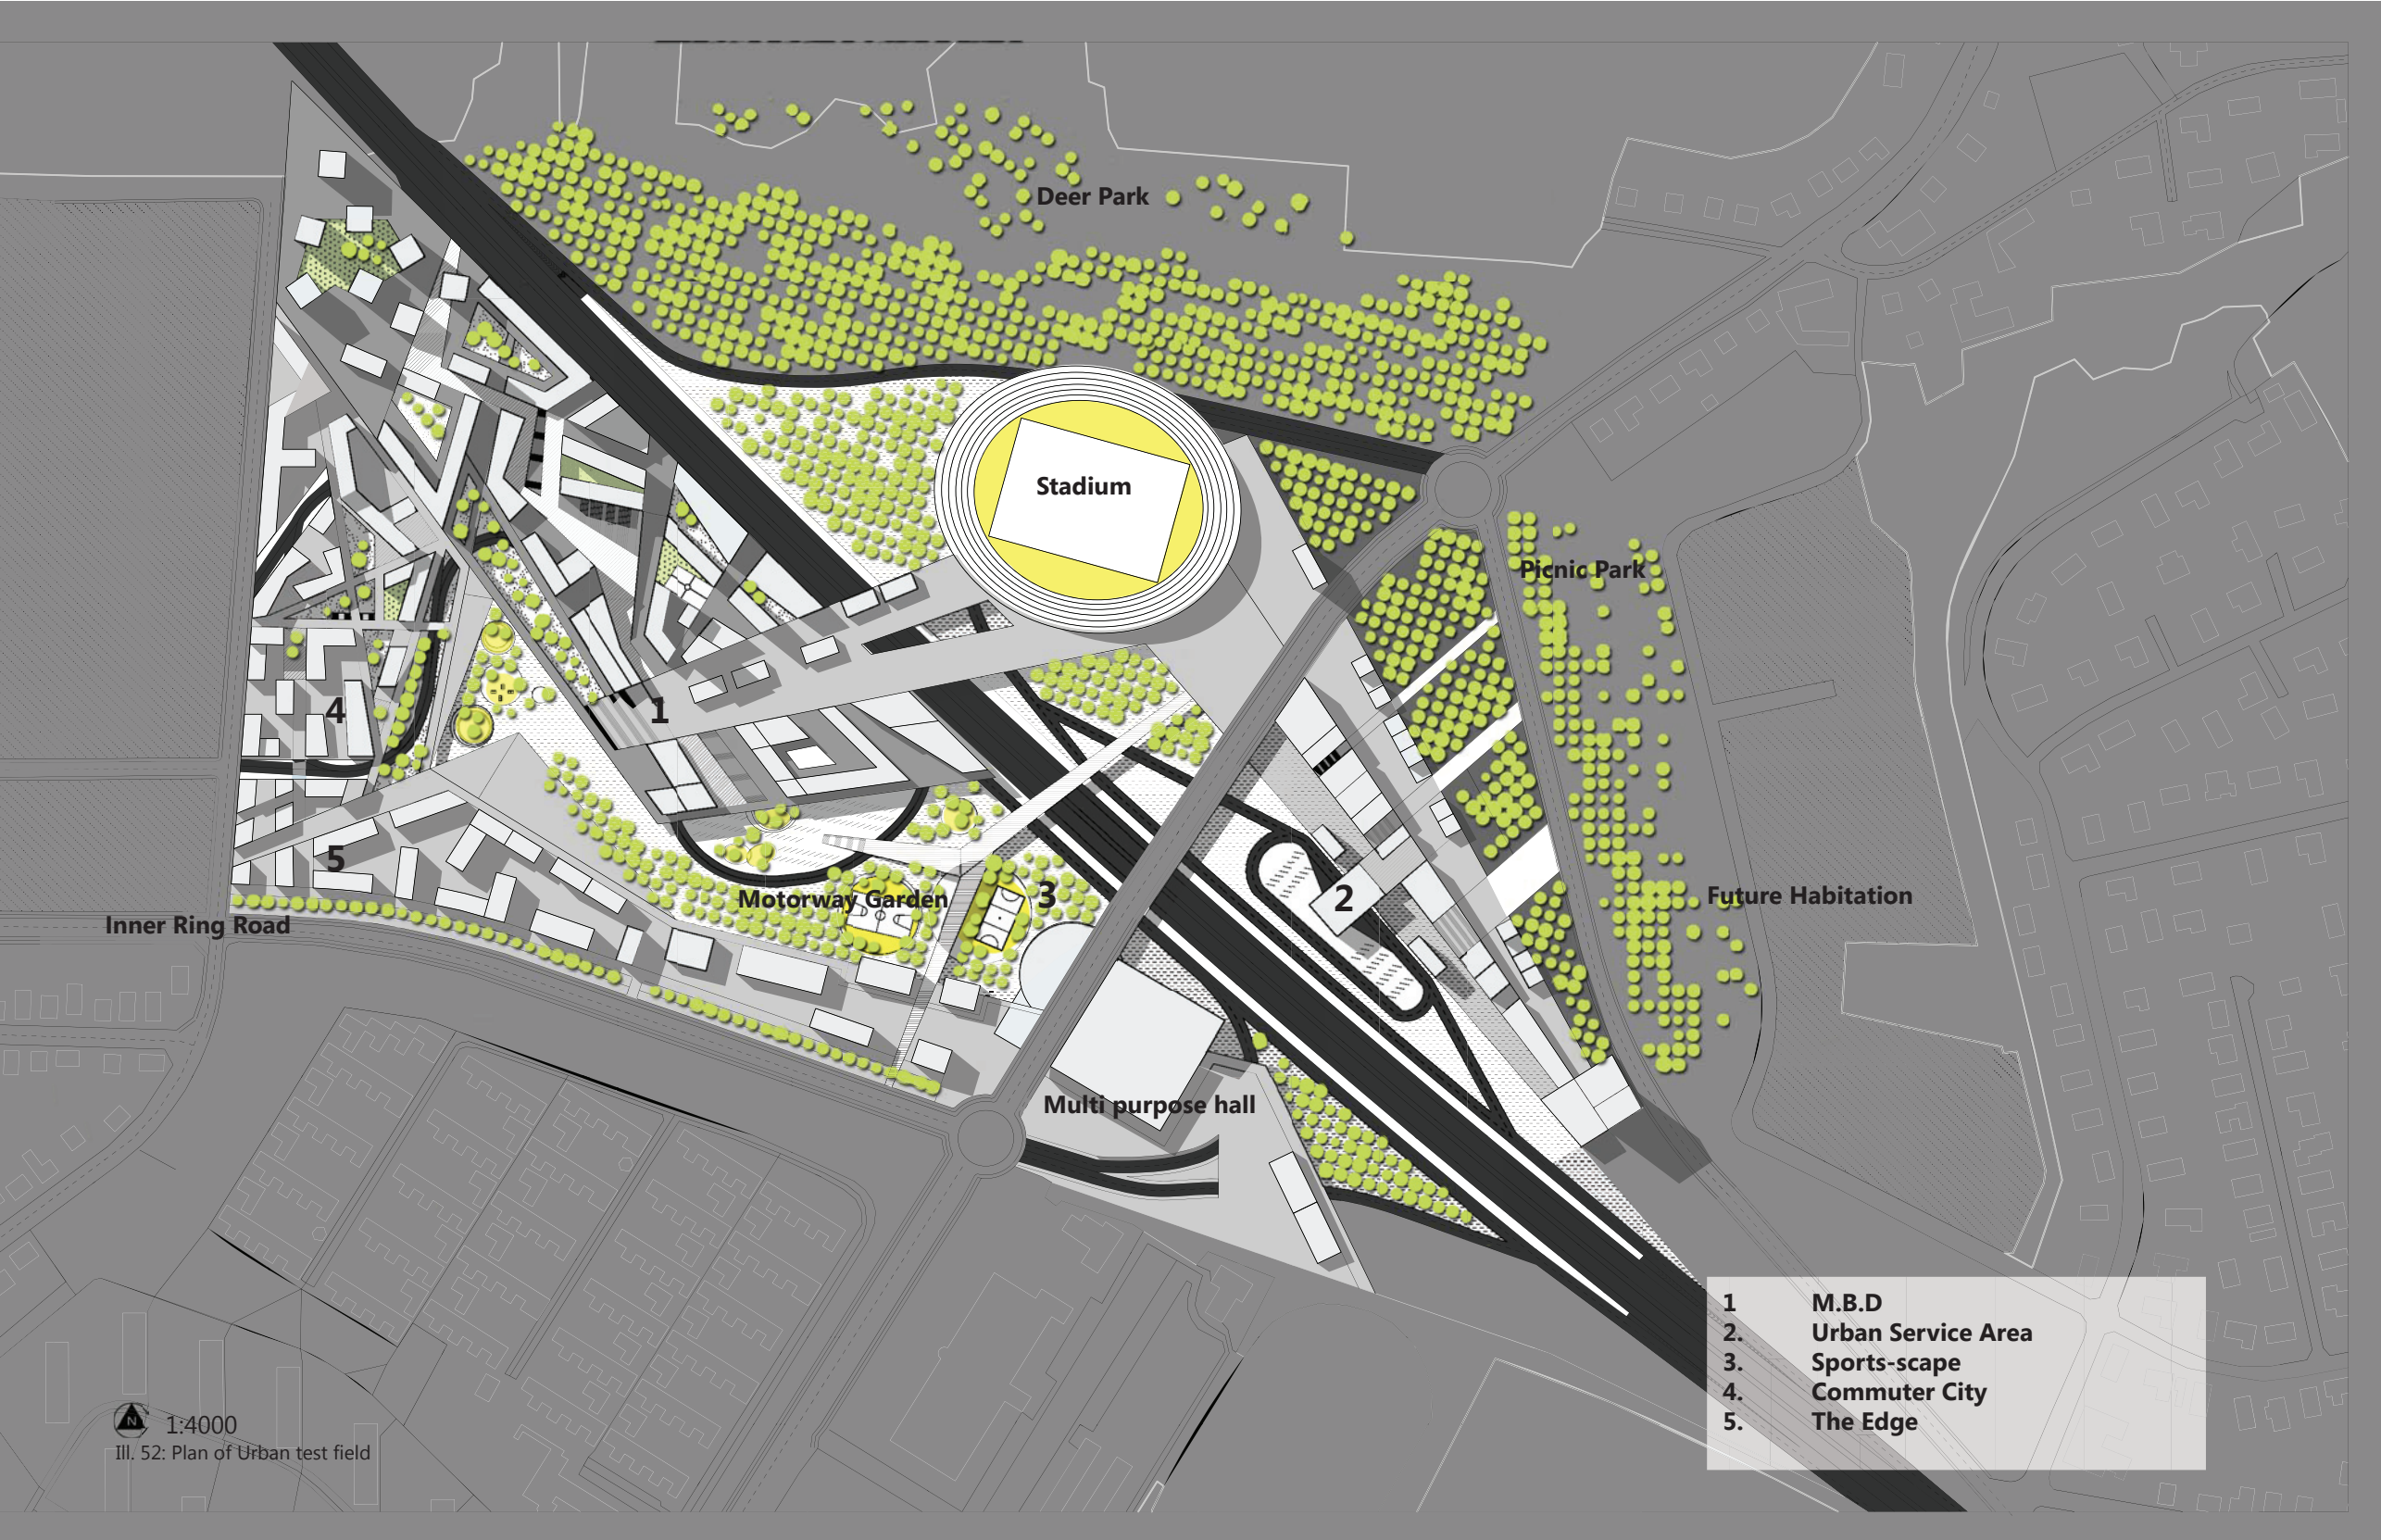 Deer Park
Stadium
Picnic Park
1
4
5
Motorway Garden
3
2
Future Habitation
Inner Ring Road
Multi purpose hall
1 M.B.D
2. Urban Service Area
3. Sports-scape
4. Commuter City
5. The Edge
N 1:4000
Ill. 52: Plan of Urban test field